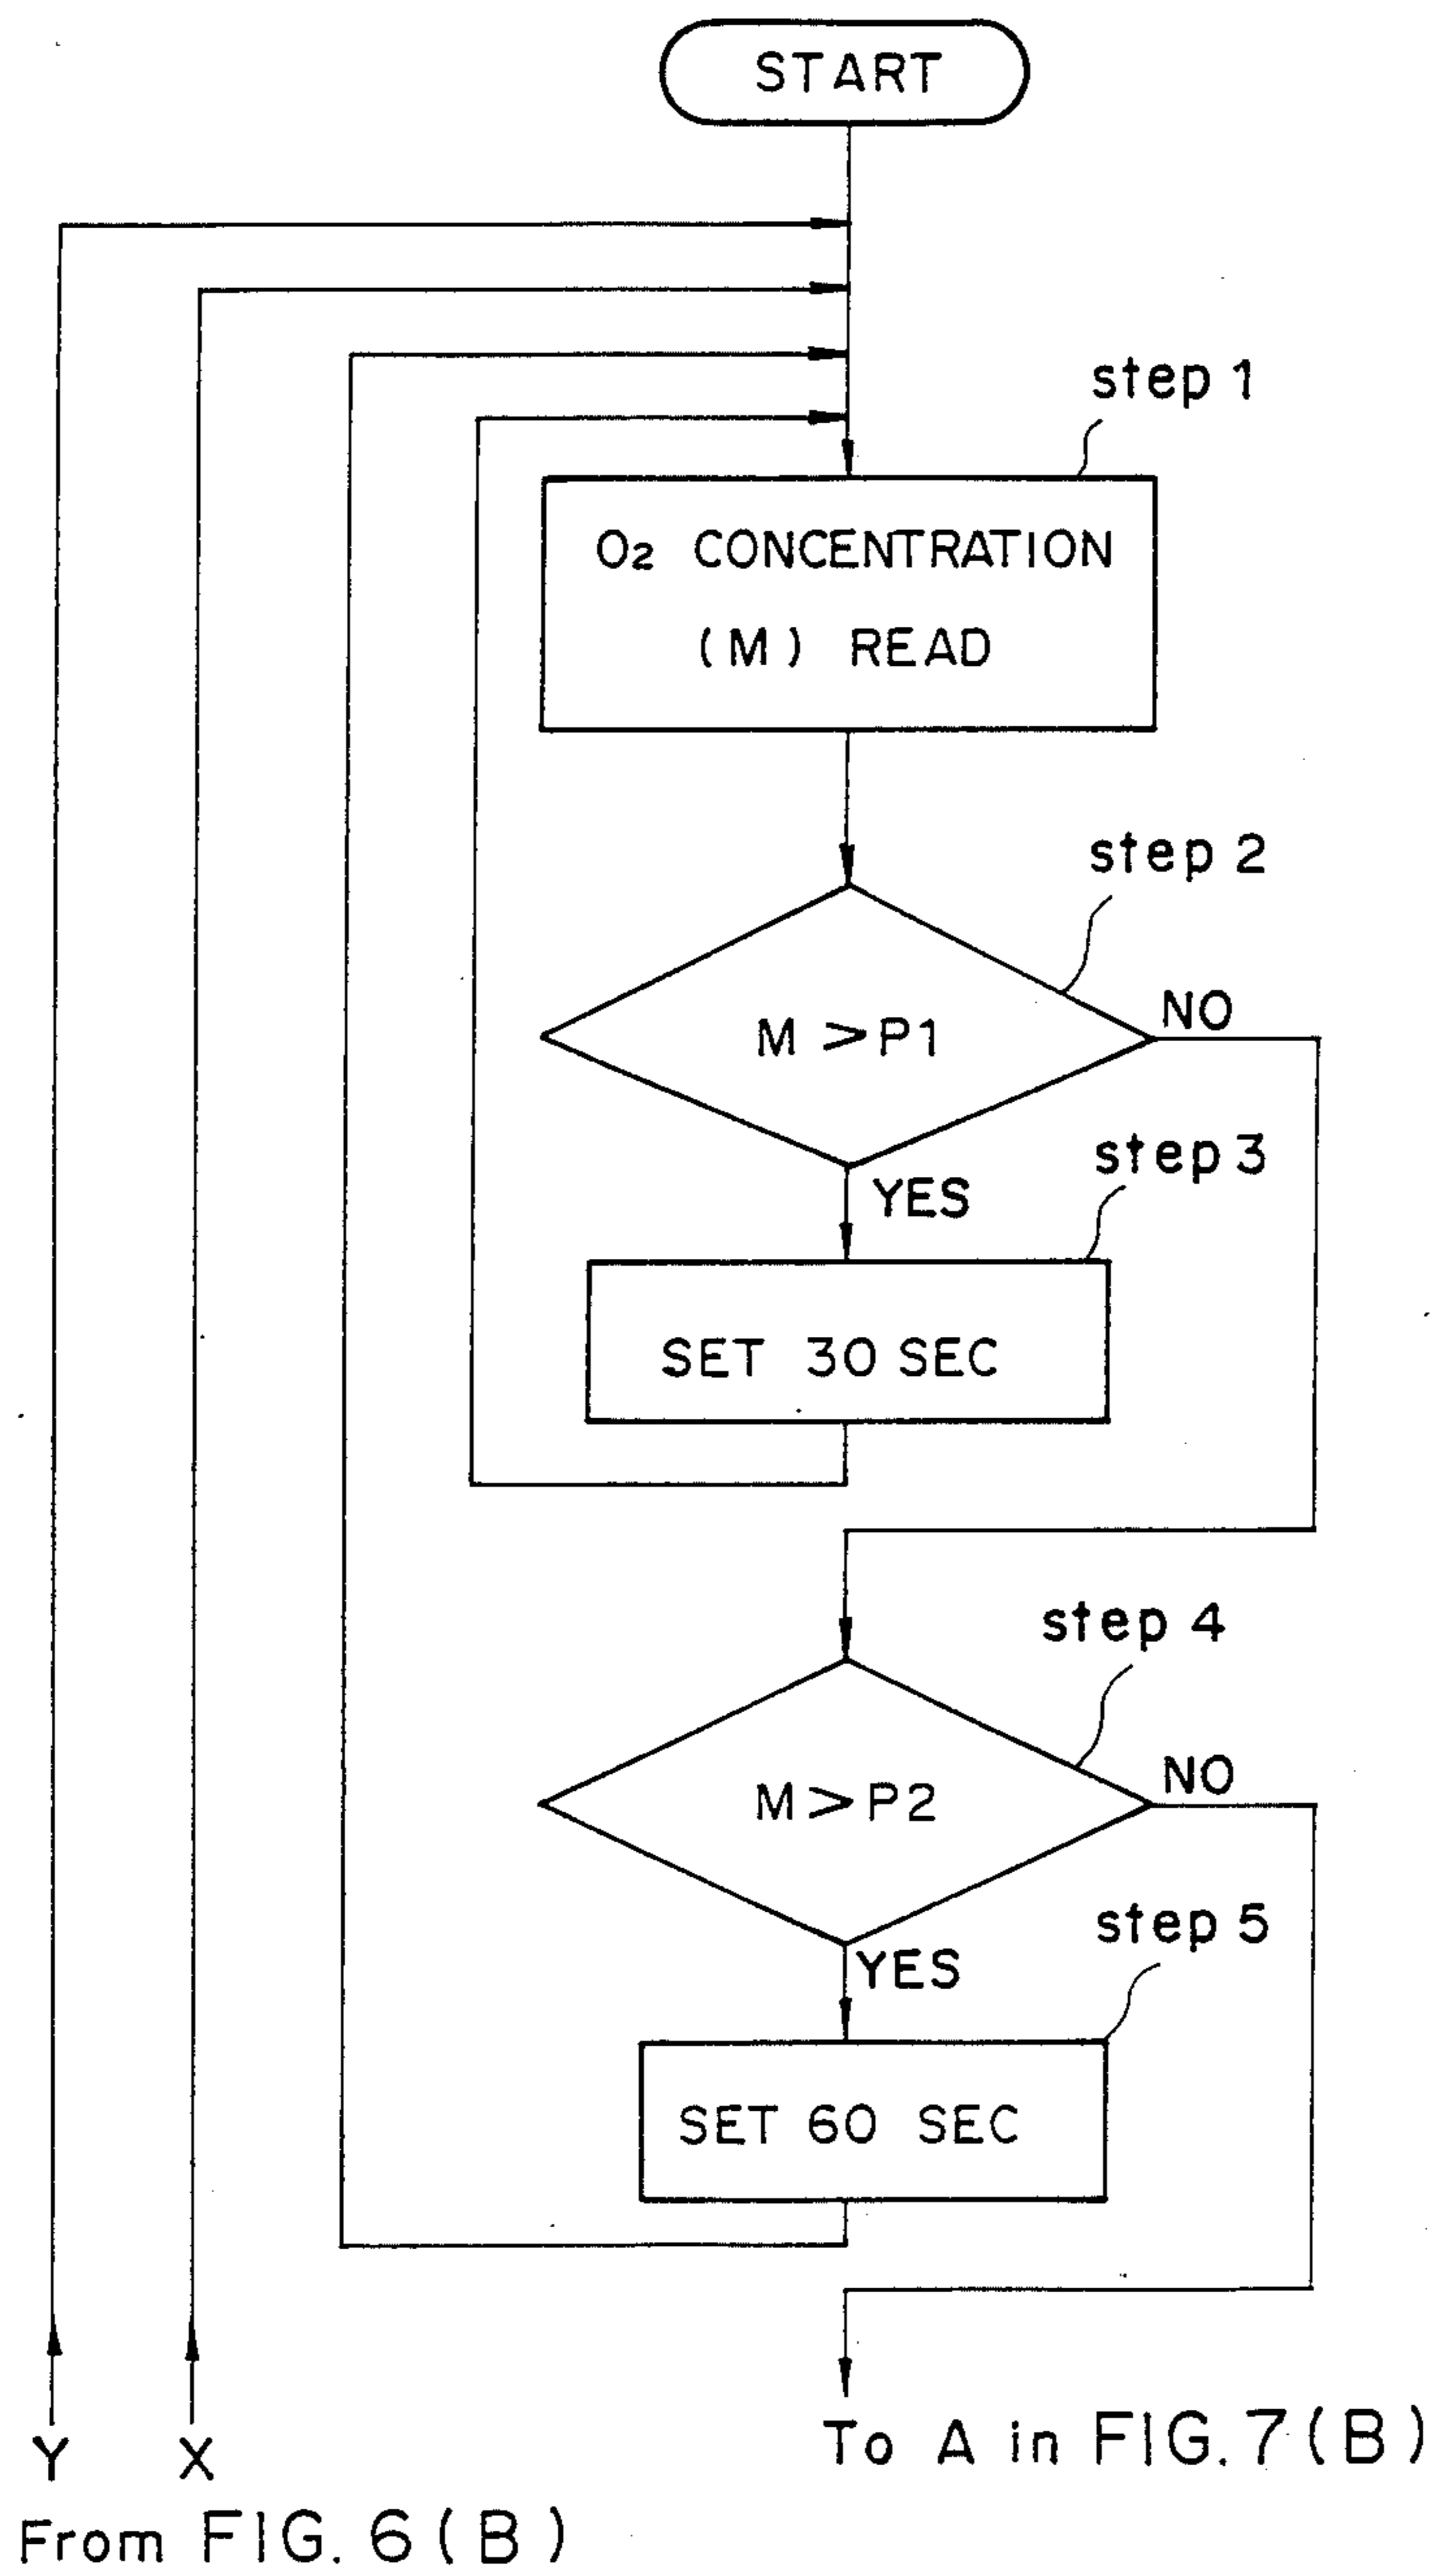 START
step 1
O₂ CONCENTRATION
(M) READ
step 2
M > P1
NO
YES
step 3
SET 30 SEC
step 4
M > P2
NO
YES
step 5
SET 60 SEC
Y X
To A in FIG. 7 (B)
From FIG. 6 (B)